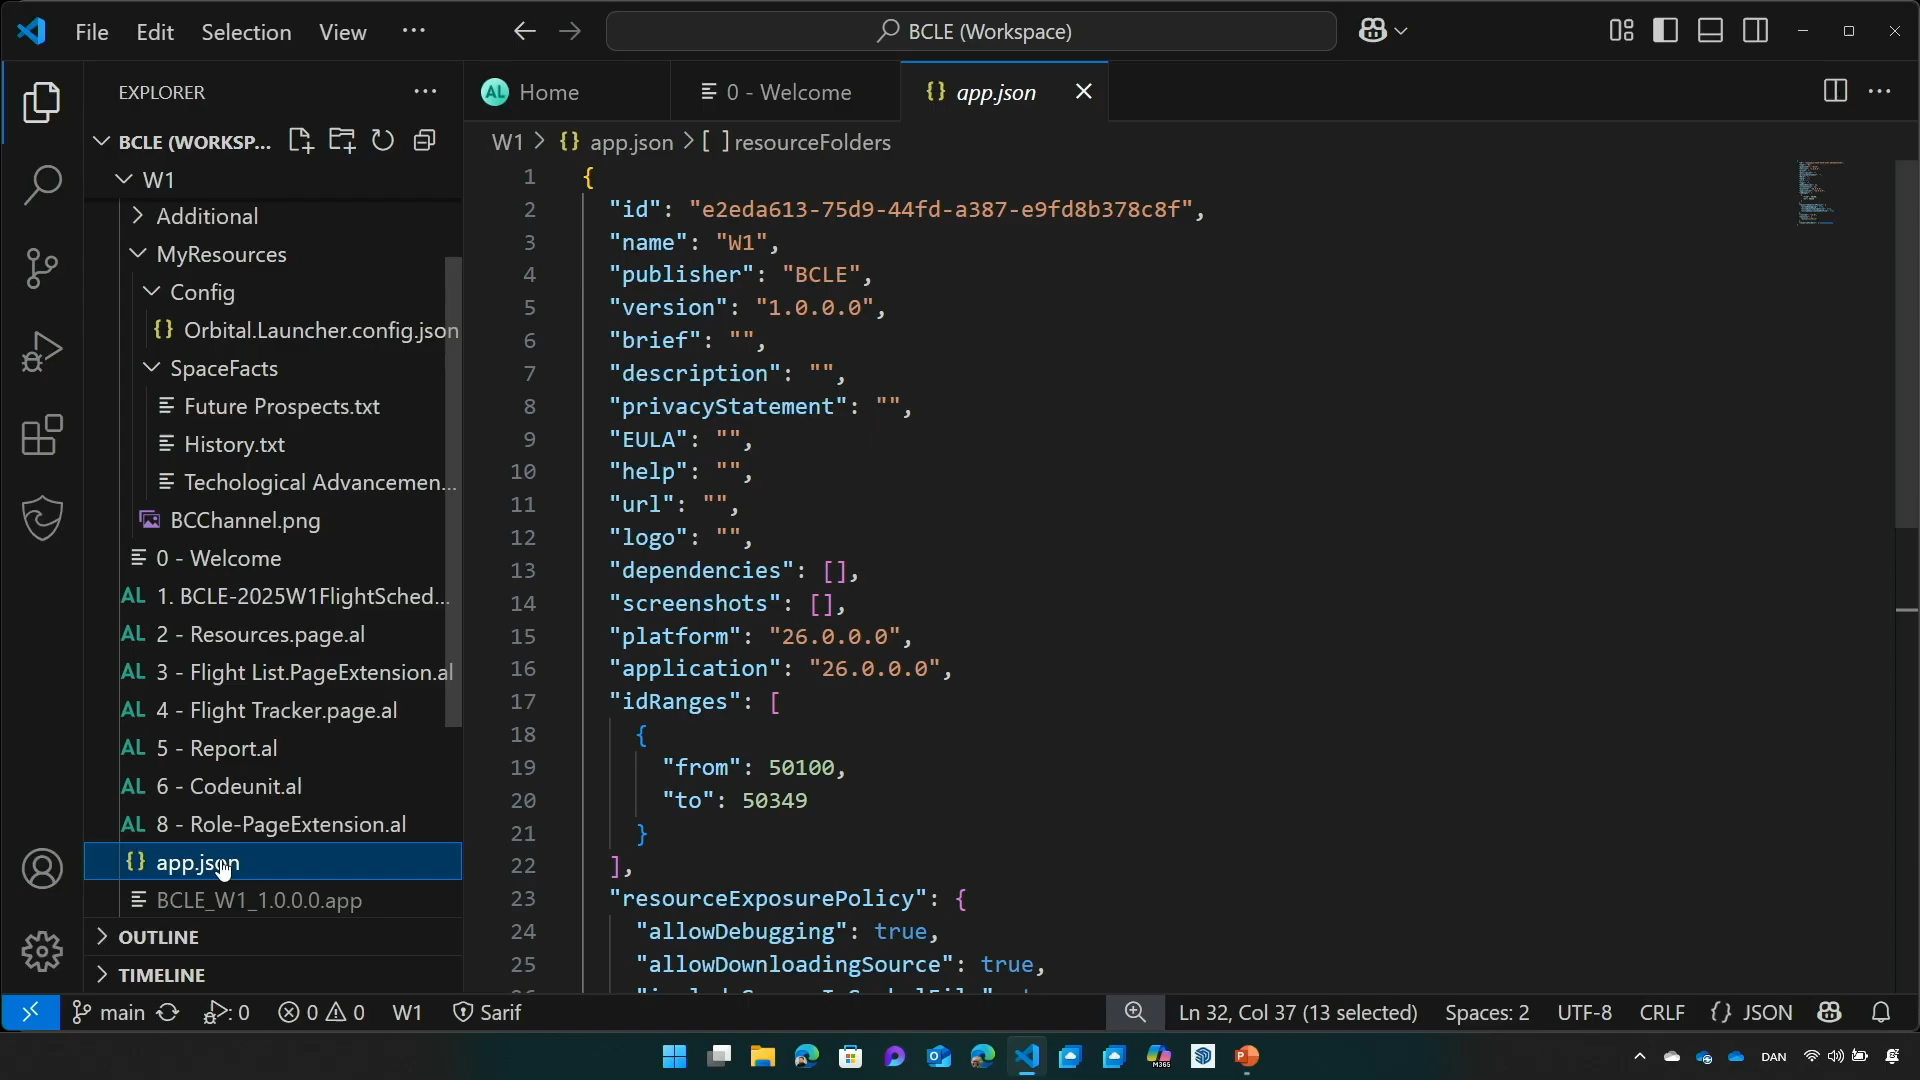 File Edit Selection View ... BCLE (Workspace)
EXPLORER ...
BCLE (WORKSP...
W1
Additional
MyResources
Config
{} Orbital.Launcher.config.json
SpaceFacts
Future Prospects.txt
History.txt
Techological Advancemen...
BCChannel.png
0 - Welcome
AL 1. BCLE-2025W1FlightSched...
AL 2 - Resources.page.al
AL 3 - Flight List.PageExtension.al
AL 4 - Flight Tracker.page.al
AL 5 - Report.al
AL 6 - Codeunit.al
AL 8 - Role-PageExtension.al
{} app.json
BCLE_W1_1.0.0.0.app
OUTLINE
TIMELINE
AL Home 0 - Welcome {} app.json
W1 > {} app.json > [ ] resourceFolders
1 {
2 "id": "e2eda613-75d9-44fd-a387-e9fd8b378c8f",
3 "name": "W1",
4 "publisher": "BCLE",
5 "version": "1.0.0.0",
6 "brief": "",
7 "description": "",
8 "privacyStatement": "",
9 "EULA": "",
10 "help": "",
11 "url": "",
12 "logo": "",
13 "dependencies": [],
14 "screenshots": [],
15 "platform": "26.0.0.0",
16 "application": "26.0.0.0",
17 "idRanges": [
18 {
19 "from": 50100,
20 "to": 50349
21 }
22 ],
23 "resourceExposurePolicy": {
24 "allowDebugging": true,
25 "allowDownloadingSource": true,
main 0 0 0 W1 Sarif Ln 32, Col 37 (13 selected) Spaces: 2 UTF-8 CRLF {} JSON
M365 DAN